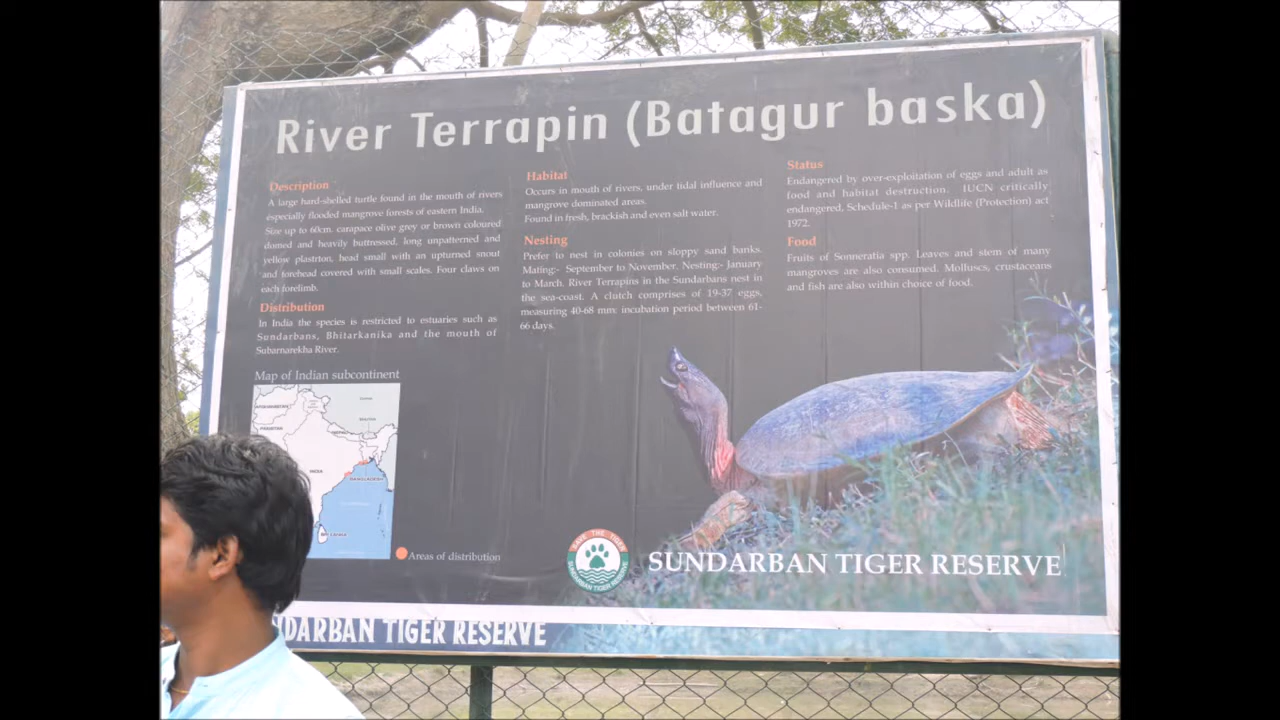 River Terrapin (Batagur baska)
Description
A large hard-shelled turtle found in the mouth of rivers
especially flooded mangrove forests of eastern India.
Size up to 60cm. carapace olive grey or brown coloured
domed and heavily buttressed, long unpatterned and
yellow plastrton, head small with an upturned snout
and forebead covered with small scales. Four claws on
each forelimb.
Distribution
In India the species is restricted to estuaries such as
Sundarbans, Bhitarkanika and the mouth of
Subarnarekha River.
Map of Indian subcontinent
INDIA
BANGLADESH
Areas of distribution
Habitat
Occurs in mouth of rivers, under tidal influence and
mangrove dominated areas.
Found in fresh, brackish and even salt water.
Nesting
Prefer to nest in colonies on sloppy sand banks.
Mating:- September to November. Nesting:- January
to March. River Terrapins in the Sundarbans nest in
the sea-coast. A clutch comprises of 19-37 eggs,
measuring 40-68 mm: incubation period between 61-
66 days.
Status
Endangered by over-exploitation of eggs and adult as
food and habitat destruction. IUCN critically
endangered, Schedule-1 as per Wildlife (Protection) act
1972.
Food
Fruits of Sonneratia spp. Leaves and stem of many
mangroves are also consumed. Molluscs, crustaceans
and fish are also within choice of food.
SAVE THE TIGER
SUNDARBAN TIGER RESERVE
SUNDARBAN TIGER RESERVE
DARBAN TIGER RESERVE